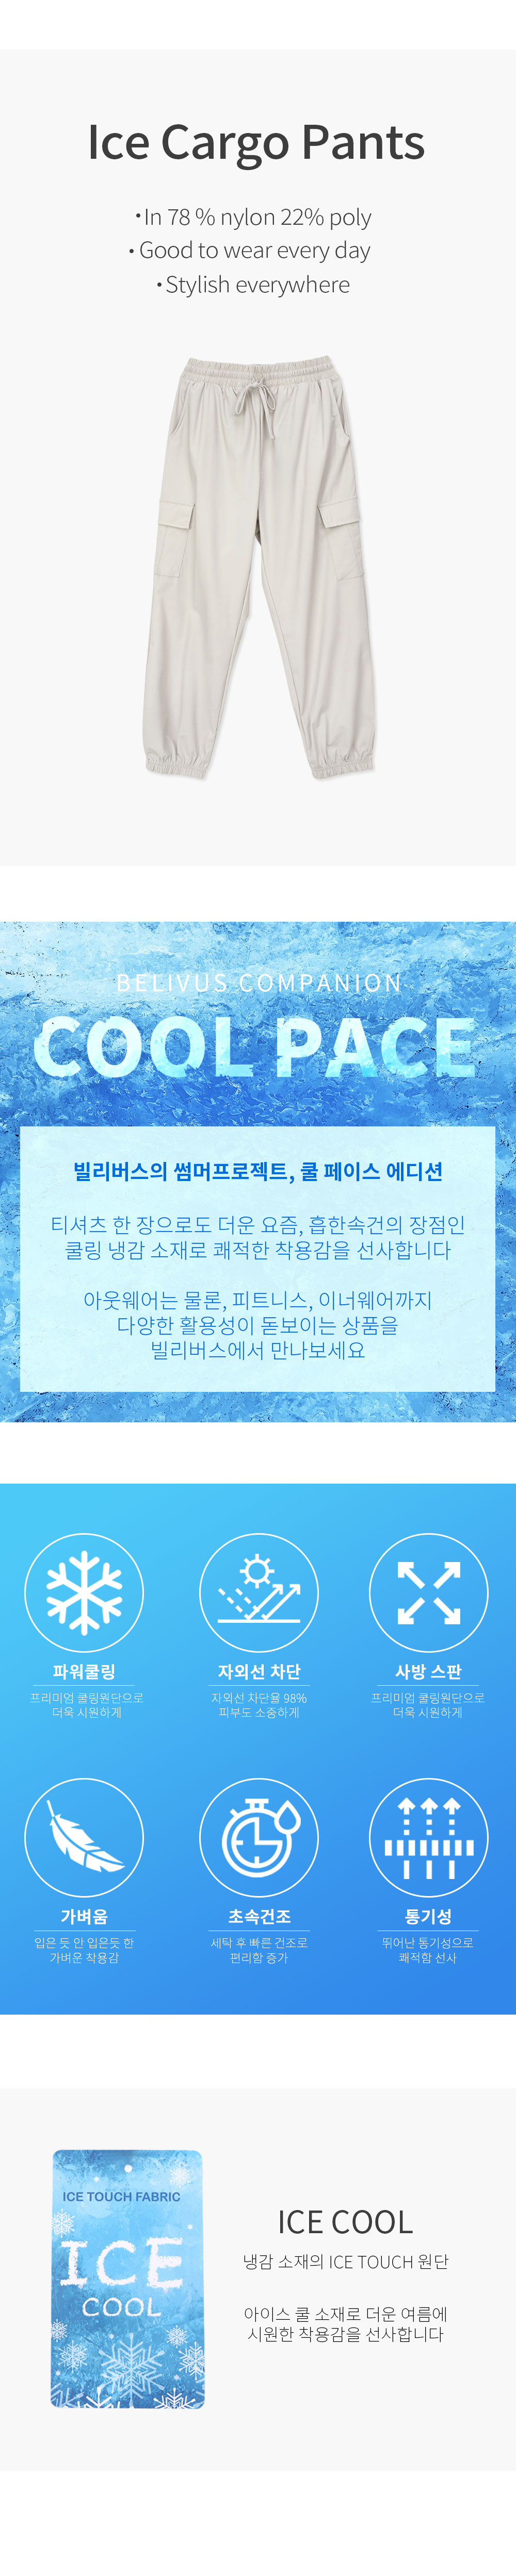 Ice Cargo Pants
•In 78 % nylon 22% poly
• Good to wear every day
•Stylish everywhere
BELIVUS COMPANION
COOL PACE
빌리버스의 썸머프로젝트, 쿨 페이스 에디션
티셔츠 한 장으로도 더운 요즘, 흡한속건의 장점인
쿨링 냉감 소재로 쾌적한 착용감을 선사합니다
아웃웨어는 물론, 피트니스, 이너웨어까지
다양한 활용성이 돋보이는 상품을
빌리버스에서 만나보세요
파워쿨링
프리미엄 쿨링원단으로
더욱 시원하게
자외선 차단
자외선 차단율 98%
피부도 소중하게
사방 스판
프리미엄 쿨링원단으로
더욱 시원하게
가벼움
입은 듯 안 입은듯 한
가벼운 착용감
초속건조
세탁 후 빠른 건조로
편리함 증가
통기성
뛰어난 통기성으로
쾌적함 선사
ICE TOUCH FABRIC
ICE
COOL
ICE COOL
냉감 소재의 ICE TOUCH 원단
아이스 쿨 소재로 더운 여름에
시원한 착용감을 선사합니다